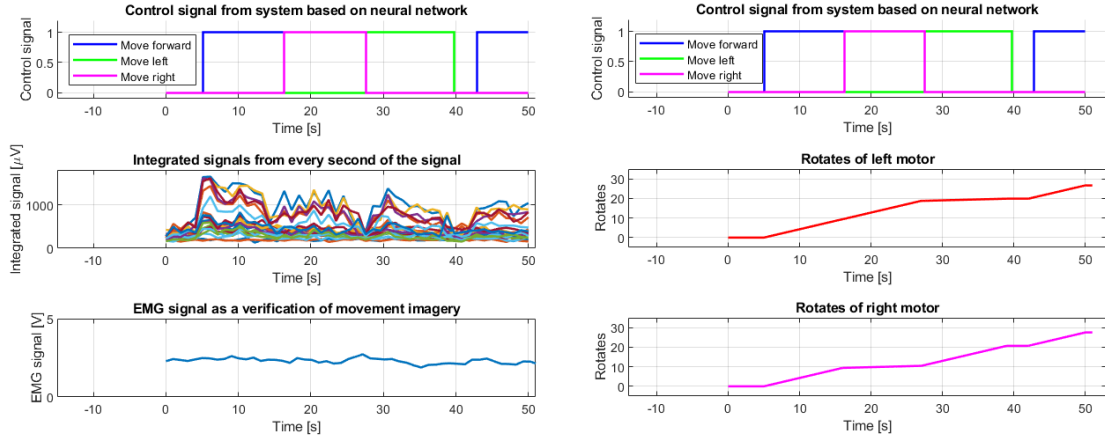 Control signal from system based on neural network
Control signal
1
0.5
0
Move forward
Move left
Move right
-10 0 10 20 30 40 50
Time [s]
Integrated signals from every second of the signal
Integrated signal [μV]
1000
0
-10 0 10 20 30 40 50
Time [s]
EMG signal as a verification of movement imagery
EMG signal [V]
5
0
-10 0 10 20 30 40 50
Time [s]
Control signal from system based on neural network
Control signal
1
0.5
0
Move forward
Move left
Move right
-10 0 10 20 30 40 50
Time [s]
Rotates of left motor
Rotates
30
20
10
0
-10 0 10 20 30 40 50
Time [s]
Rotates of right motor
Rotates
30
20
10
0
-10 0 10 20 30 40 50
Time [s]